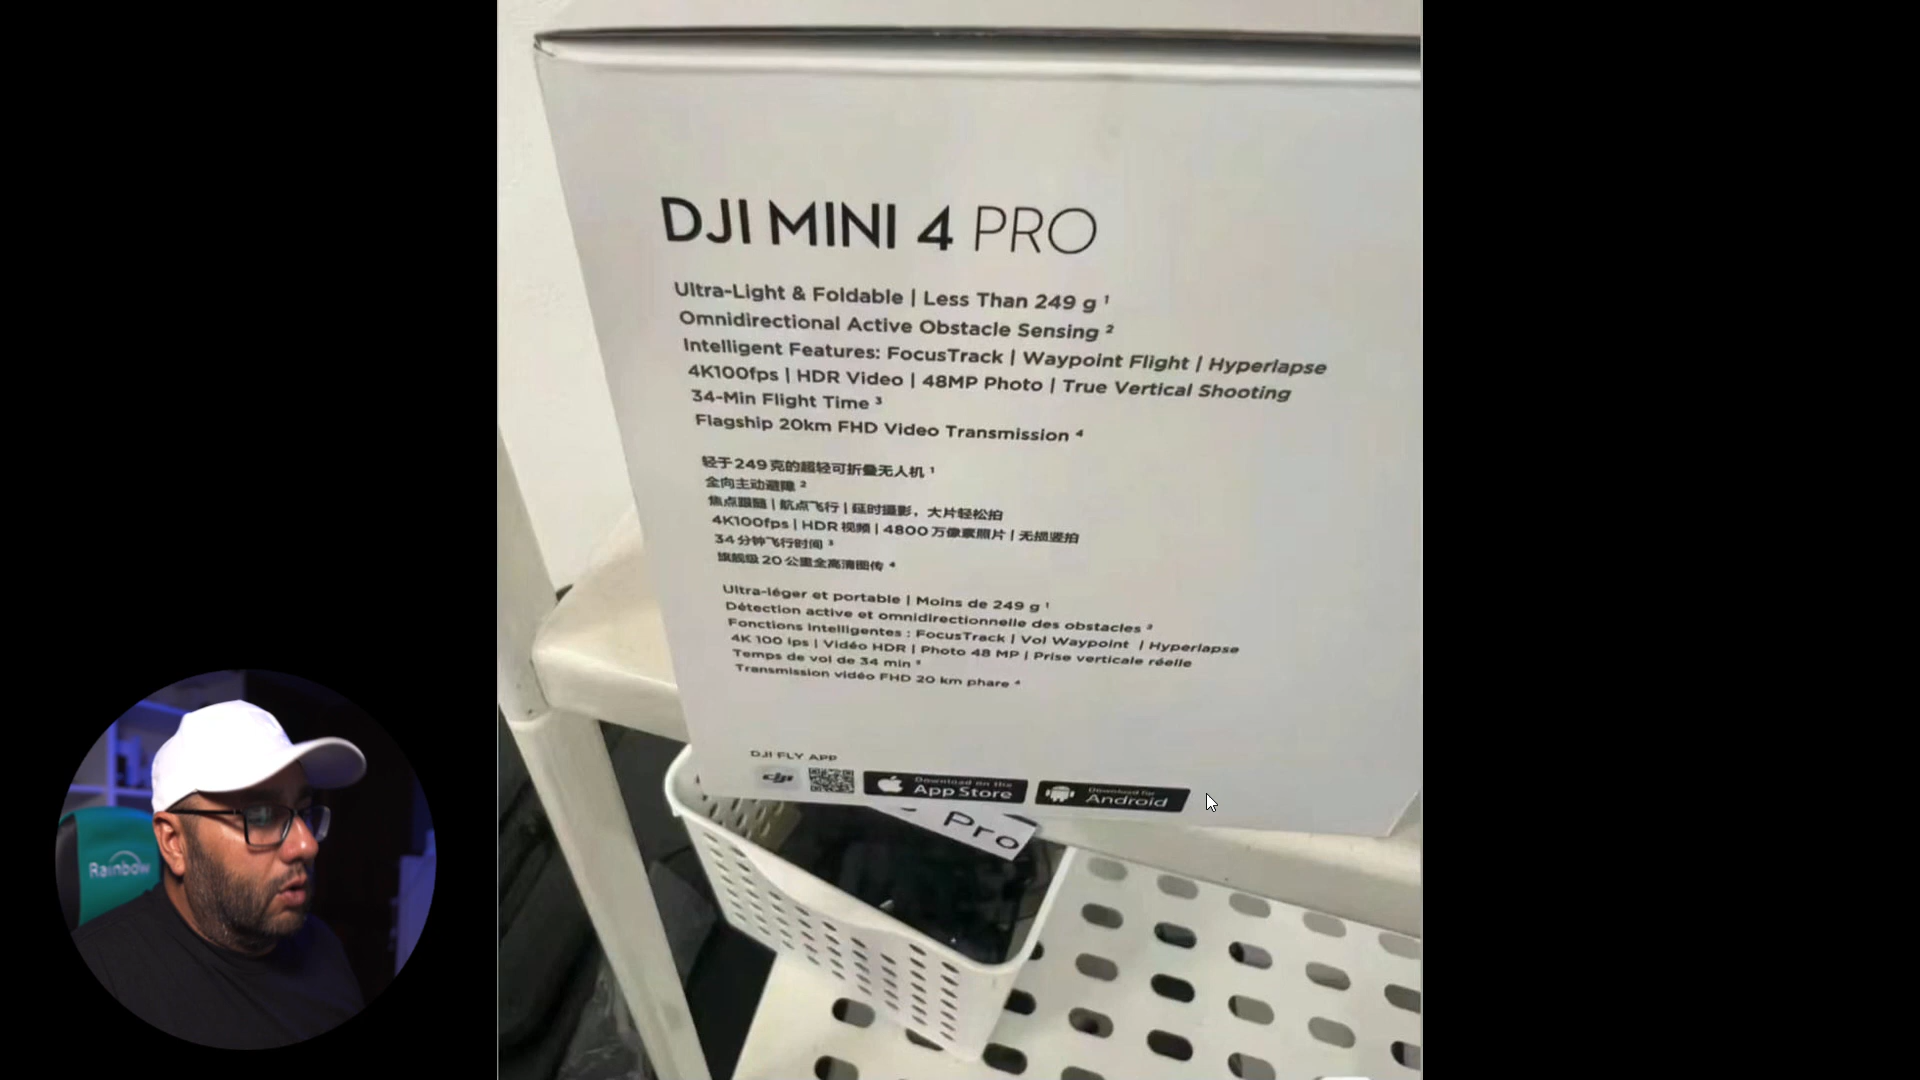 DJI MINI 4 PRO
Ultra-Light & Foldable | Less Than 249 g ¹
Omnidirectional Active Obstacle Sensing ²
Intelligent Features: FocusTrack | Waypoint Flight | Hyperlapse
4K100fps | HDR Video | 48MP Photo | True Vertical Shooting
34-Min Flight Time ³
Flagship 20km FHD Video Transmission ⁴
轻于 249 克的超轻可折叠无人机 ¹
全向主动避障 ²
焦点跟随 | 航点飞行 | 延时摄影，大片轻松拍
4K100fps | HDR 视频 | 4800 万像素照片 | 无损竖拍
34 分钟飞行时间 ³
旗舰级 20 公里全高清图传 ⁴
Ultra-léger et portable | Moins de 249 g ¹
Détection active et omnidirectionnelle des obstacles ²
Fonctions intelligentes : FocusTrack | Vol Waypoint | Hyperlapse
4K 100 ips | Vidéo HDR | Photo 48 MP | Prise verticale réelle
Temps de vol de 34 min ³
Transmission vidéo FHD 20 km phare ⁴
DJI FLY APP
dji
Download on the
App Store
Download for
Android
Pro
Rainbow